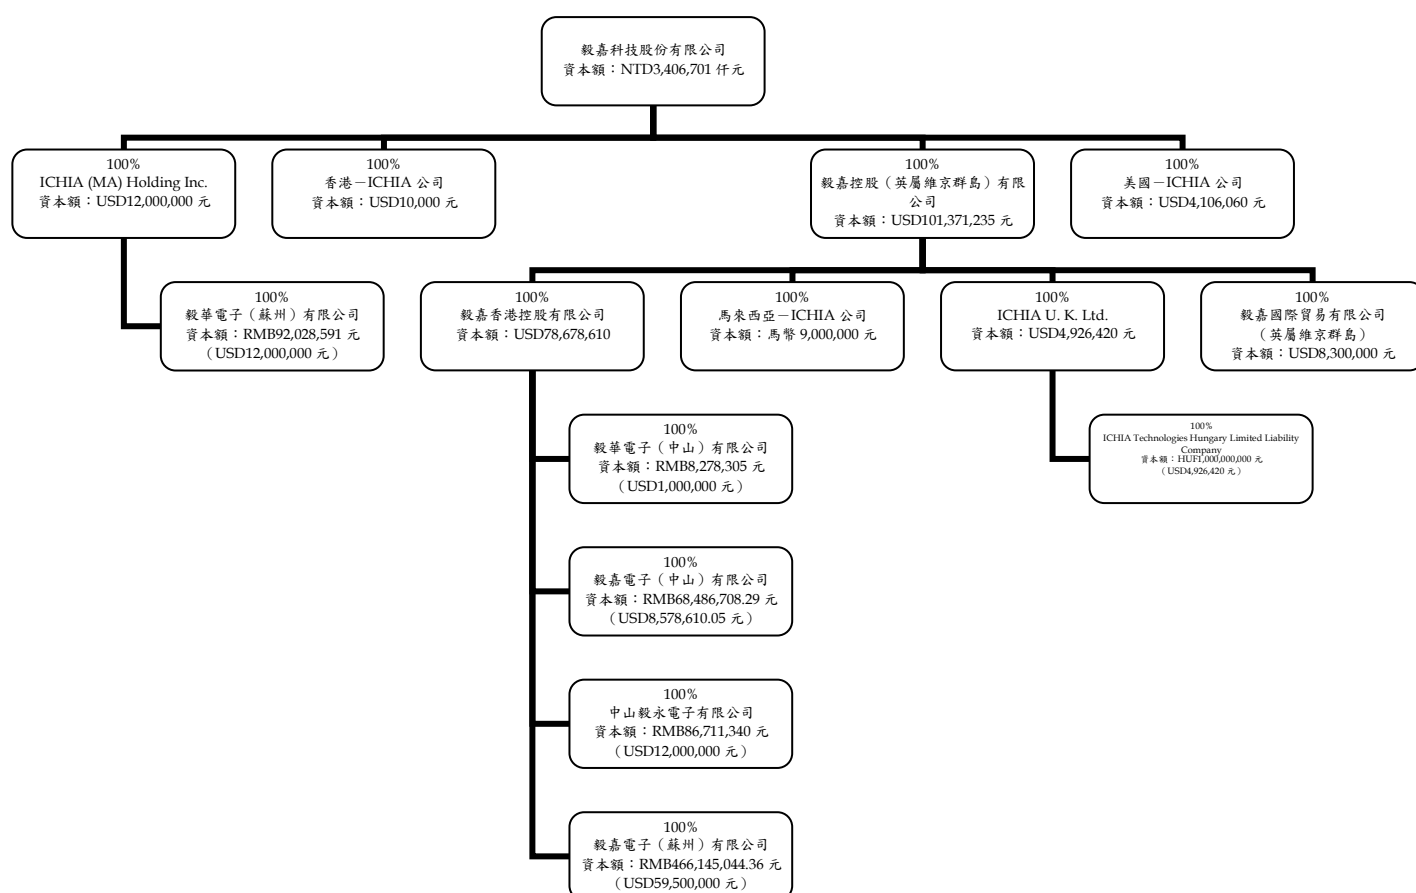 毅嘉科技股份有限公司
資本額：NTD3,406,701 仟元
100%
ICHIA (MA) Holding Inc.
資本額：USD12,000,000 元
100%
香港－ICHIA 公司
資本額：USD10,000 元
100%
毅嘉控股（英屬維京群島）有限
公司
資本額：USD101,371,235 元
100%
美國－ICHIA 公司
資本額：USD4,106,060 元
100%
毅華電子（蘇州）有限公司
資本額：RMB92,028,591 元
（USD12,000,000 元）
100%
毅嘉香港控股有限公司
資本額：USD78,678,610
100%
馬來西亞－ICHIA 公司
資本額：馬幣 9,000,000 元
100%
ICHIA U. K. Ltd.
資本額：USD4,926,420 元
100%
毅嘉國際貿易有限公司
（英屬維京群島）
資本額：USD8,300,000 元
100%
毅華電子（中山）有限公司
資本額：RMB8,278,305 元
（USD1,000,000 元）
100%
ICHIA Technologies Hungary Limited Liability
Company
資本額：HUF1,000,000,000 元
（USD4,926,420 元）
100%
毅嘉電子（中山）有限公司
資本額：RMB68,486,708.29 元
（USD8,578,610.05 元）
100%
中山毅永電子有限公司
資本額：RMB86,711,340 元
（USD12,000,000 元）
100%
毅嘉電子（蘇州）有限公司
資本額：RMB466,145,044.36 元
（USD59,500,000 元）